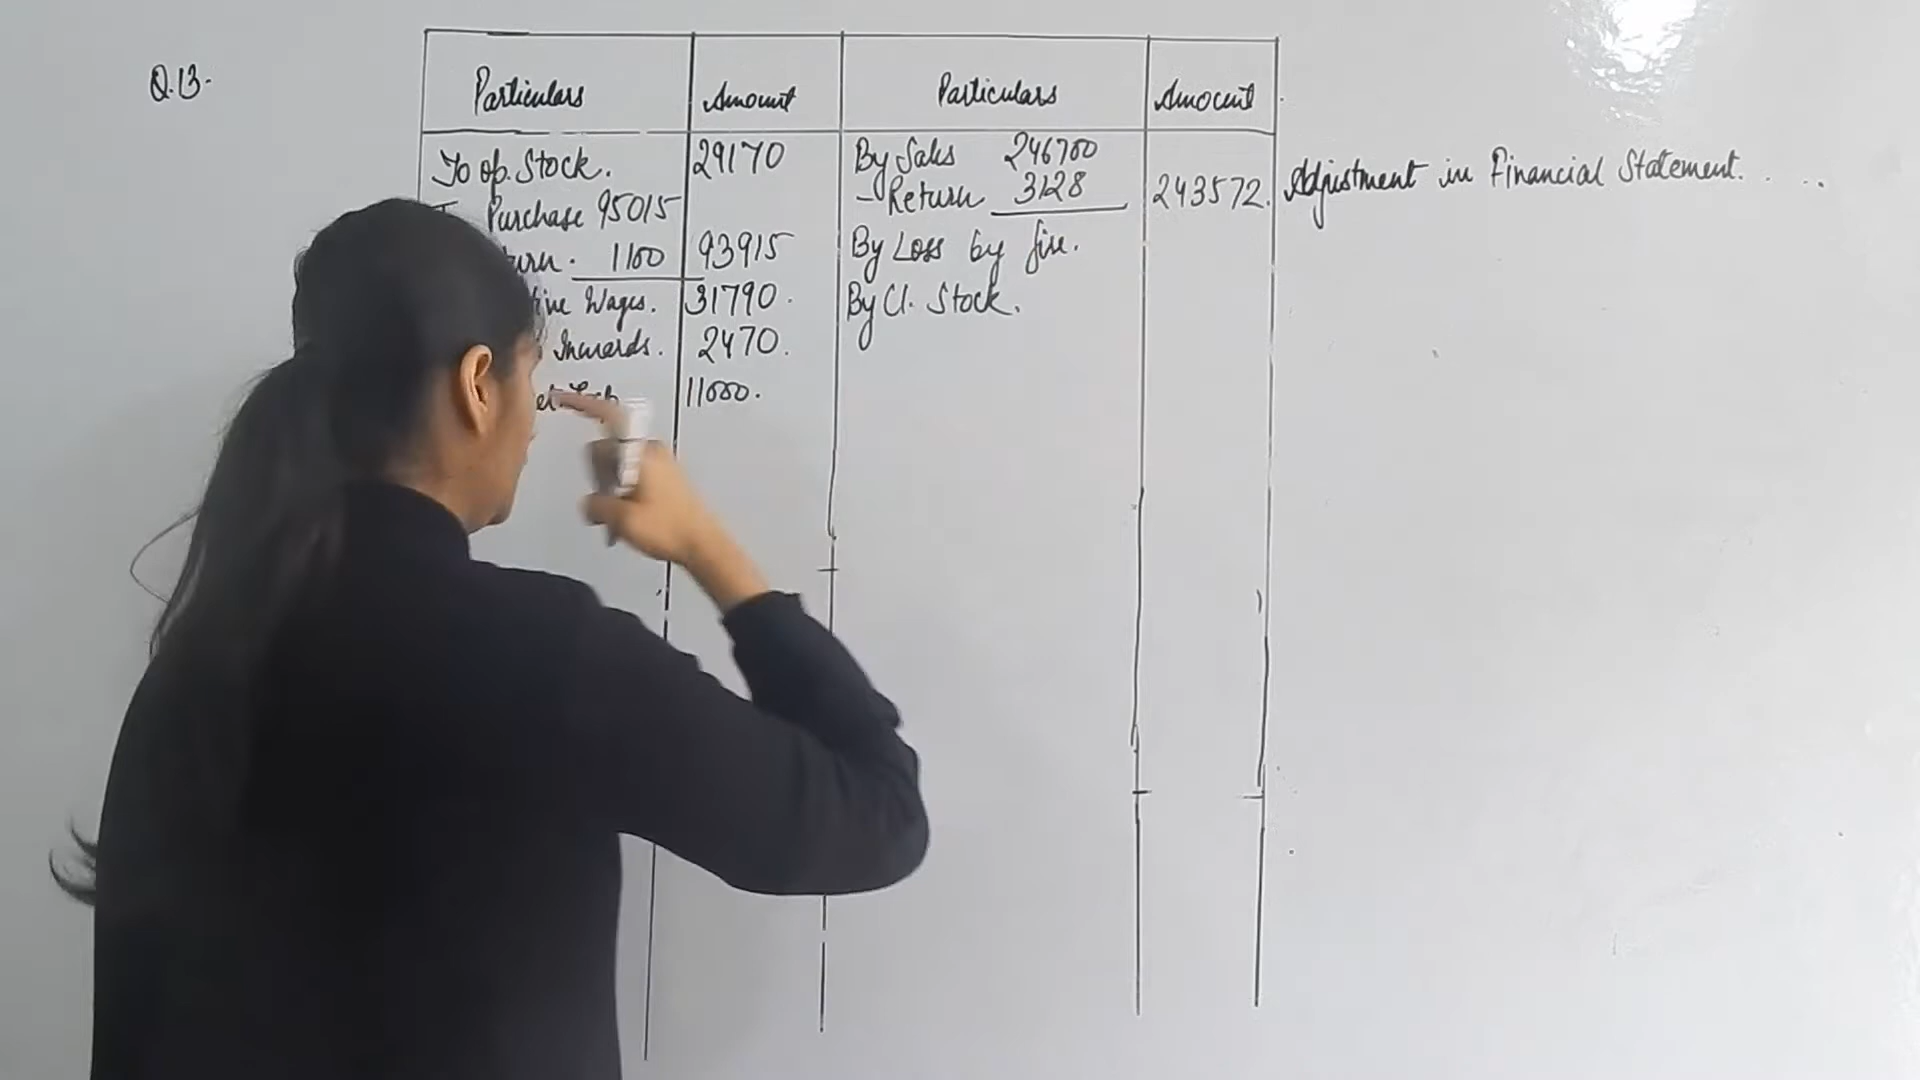 Q.13.
Particulars Amount Particulars Amount
To op. Stock. 29170 By Sales 246700
Purchase 95015 - Return 3128 243572.
1100 93915 By Loss by fire.
Wages. 31790. By Cl. Stock.
Inwards. 2470.
11000.
Adjustment in Financial Statement. . . .